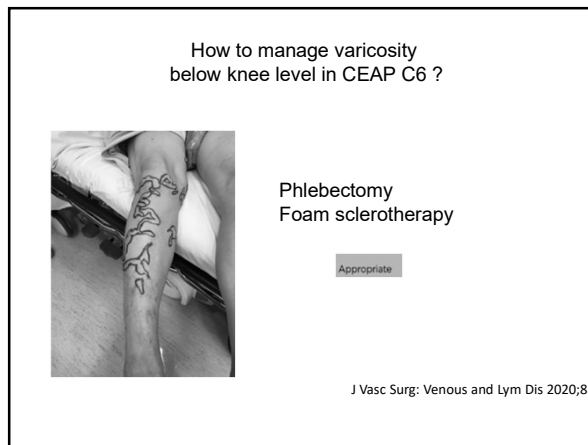 How to manage varicosity
below knee level in CEAP C6 ?
Phlebectomy
Foam sclerotherapy
Appropriate
J Vasc Surg: Venous and Lym Dis 2020;8